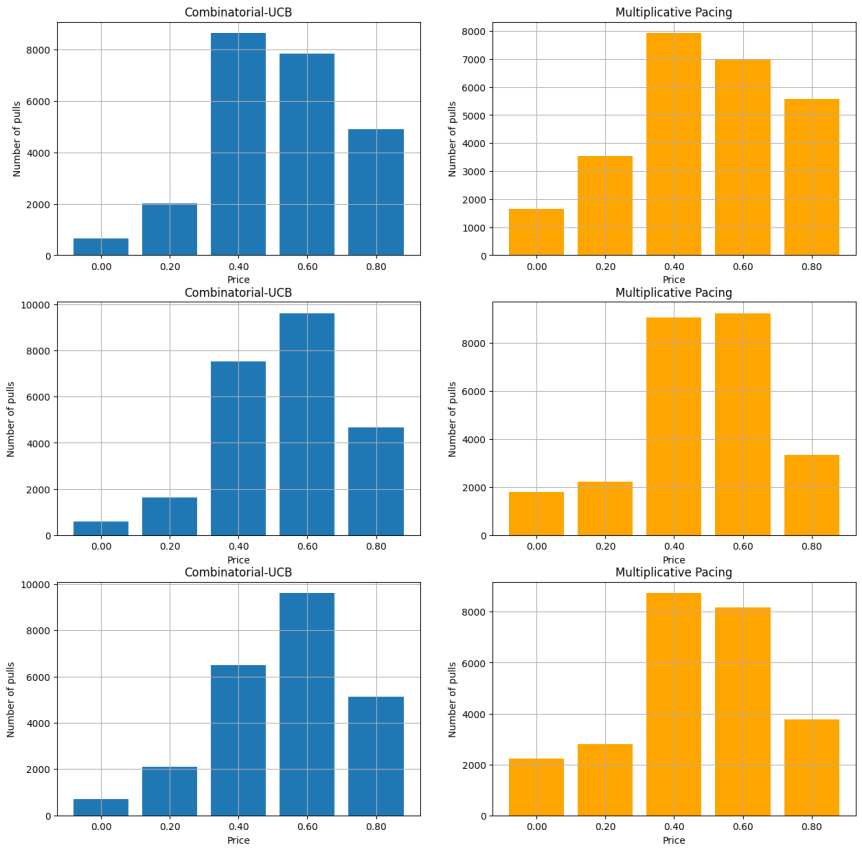 Combinatorial-UCB
Number of pulls
8000
6000
4000
2000
0
0.00 0.20 0.40 0.60 0.80
Price
Multiplicative Pacing
Number of pulls
8000
7000
6000
5000
4000
3000
2000
1000
0
0.00 0.20 0.40 0.60 0.80
Price
Combinatorial-UCB
Number of pulls
10000
8000
6000
4000
2000
0
0.00 0.20 0.40 0.60 0.80
Price
Multiplicative Pacing
Number of pulls
8000
6000
4000
2000
0
0.00 0.20 0.40 0.60 0.80
Price
Combinatorial-UCB
Number of pulls
10000
8000
6000
4000
2000
0
0.00 0.20 0.40 0.60 0.80
Price
Multiplicative Pacing
Number of pulls
8000
6000
4000
2000
0
0.00 0.20 0.40 0.60 0.80
Price